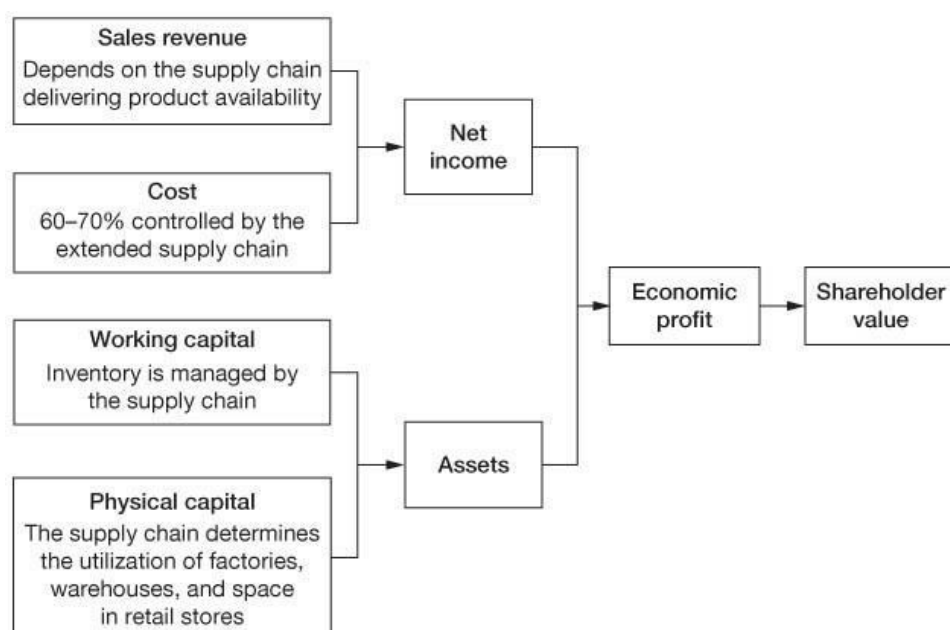 Sales revenue
Depends on the supply chain
delivering product availability
Cost
60–70% controlled by the
extended supply chain
Net
income
Working capital
Inventory is managed by
the supply chain
Physical capital
The supply chain determines
the utilization of factories,
warehouses, and space
in retail stores
Assets
Economic
profit
Shareholder
value